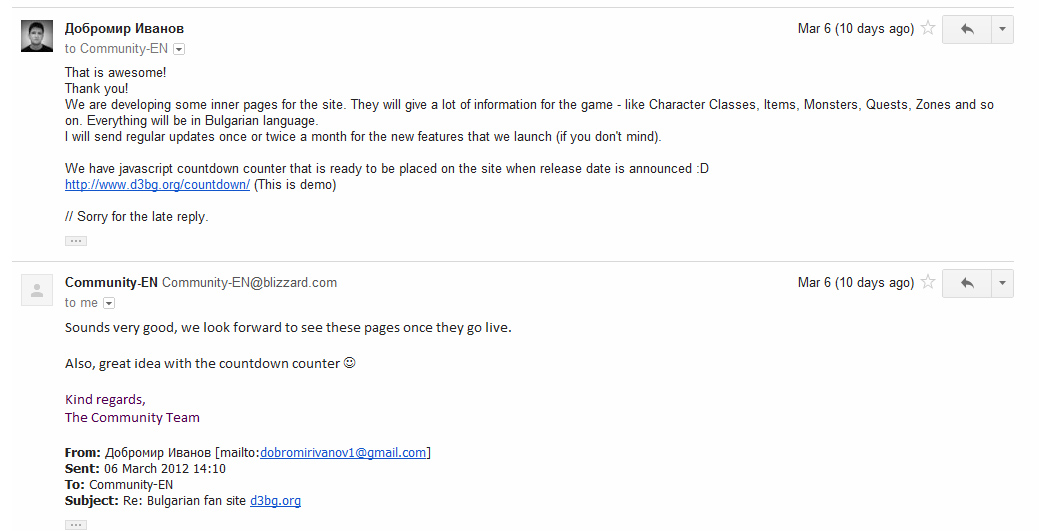 Добромир Иванов
Mar 6 (10 days ago)
to Community-EN
That is awesome!
Thank you!
We are developing some inner pages for the site. They will give a lot of information for the game - like Character Classes, Items, Monsters, Quests, Zones and so
on. Everything will be in Bulgarian language.
I will send regular updates once or twice a month for the new features that we launch (if you don't mind).
We have javascript countdown counter that is ready to be placed on the site when release date is announced :D
http://www.d3bg.org/countdown/ (This is demo)
// Sorry for the late reply.
Community-EN Community-EN@blizzard.com
Mar 6 (10 days ago)
to me
Sounds very good, we look forward to see these pages once they go live.
Also, great idea with the countdown counter ☺
Kind regards,
The Community Team
From: Добромир Иванов [mailto:dobromirivanov1@gmail.com]
Sent: 06 March 2012 14:10
To: Community-EN
Subject: Re: Bulgarian fan site d3bg.org